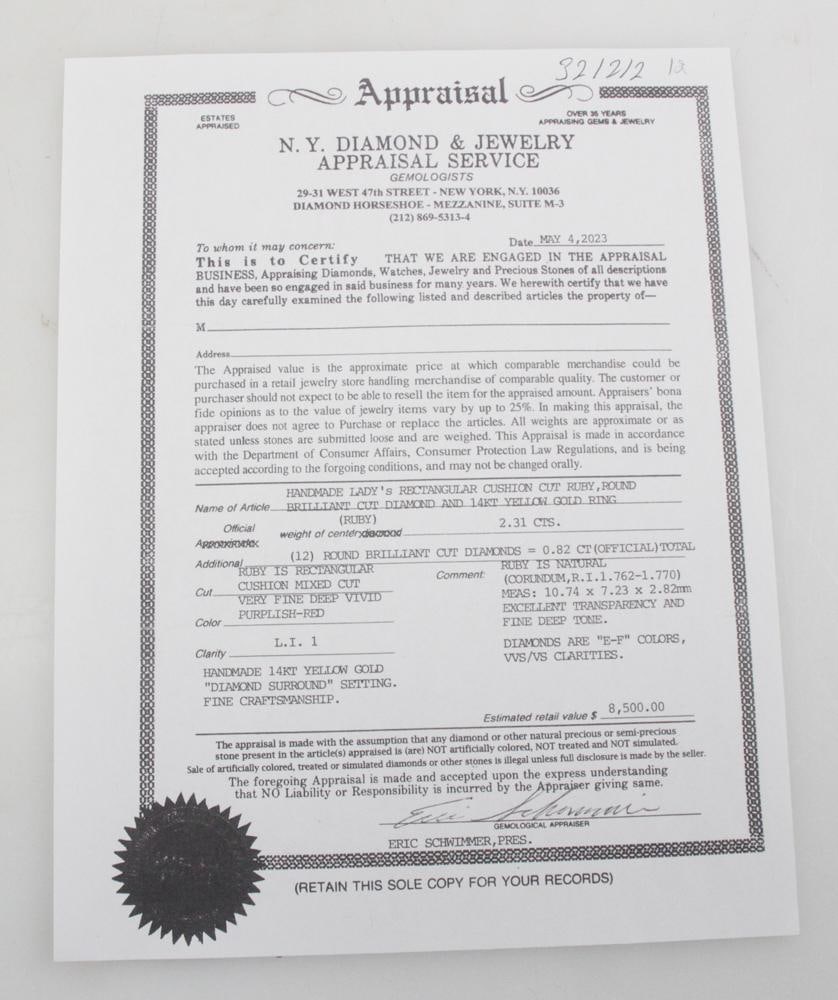 321212
Appraisal
ESTATES
APPRAISED
OVER 35 YEARS
APPRAISING GEMS & JEWELRY
N. Y. DIAMOND & JEWELRY
APPRAISAL SERVICE
GEMOLOGISTS
29-31 WEST 47th STREET - NEW YORK, N.Y. 10036
DIAMOND HORSESHOE - MEZZANINE, SUITE M-3
(212) 869-5313-4
Date MAY 4,2023
To whom it may concern:
This is to Certify THAT WE ARE ENGAGED IN THE APPRAISAL
BUSINESS, Appraising Diamonds, Watches, Jewelry and Precious Stones of all descriptions
and have been so engaged in said business for many years. We herewith certify that we have
this day carefully examined the following listed and described articles the property of—
M
Address
The Appraised value is the approximate price at which comparable merchandise could be
purchased in a retail jewelry store handling merchandise of comparable quality. The customer or
purchaser should not expect to be able to resell the item for the appraised amount. Appraisers' bona
fide opinions as to the value of jewelry items vary by up to 25%. In making this appraisal, the
appraiser does not agree to Purchase or replace the articles. All weights are approximate or as
stated unless stones are submitted loose and are weighed. This Appraisal is made in accordance
with the Department of Consumer Affairs, Consumer Protection Law Regulations, and is being
accepted according to the forgoing conditions, and may not be changed orally.
HANDMADE LADY's RECTANGULAR CUSHION CUT RUBY,ROUND
Name of Article BRILLIANT CUT DIAMOND AND 14KT YELLOW GOLD RING
Official (RUBY)
weight of center 2.31 CTS.
Additional (12) ROUND BRILLIANT CUT DIAMONDS = 0.82 CT(OFFICIAL)TOTAL
RUBY IS RECTANGULAR
Cut CUSHION MIXED CUT
VERY FINE DEEP VIVID
Color PURPLISH-RED
Clarity L.I. 1
HANDMADE 14KT YELLOW GOLD
"DIAMOND SURROUND" SETTING.
FINE CRAFTSMANSHIP.
RUBY IS NATURAL
Comment: (CORUNDUM,R.I.1.762-1.770)
MEAS: 10.74 x 7.23 x 2.82mm
EXCELLENT TRANSPARENCY AND
FINE DEEP TONE.
DIAMONDS ARE "E-F" COLORS,
VVS/VS CLARITIES.
Estimated retail value $ 8,500.00
The appraisal is made with the assumption that any diamond or other natural precious or semi-precious
stone present in the article(s) appraised is (are) NOT artificially colored, NOT treated and NOT simulated.
Sale of artificially colored, treated or simulated diamonds or other stones is illegal unless full disclosure is made by the seller.
The foregoing Appraisal is made and accepted upon the express understanding
that NO Liability or Responsibility is incurred by the Appraiser giving same.
Eric Schwimmer
GEMOLOGICAL APPRAISER
ERIC SCHWIMMER,PRES.
(RETAIN THIS SOLE COPY FOR YOUR RECORDS)